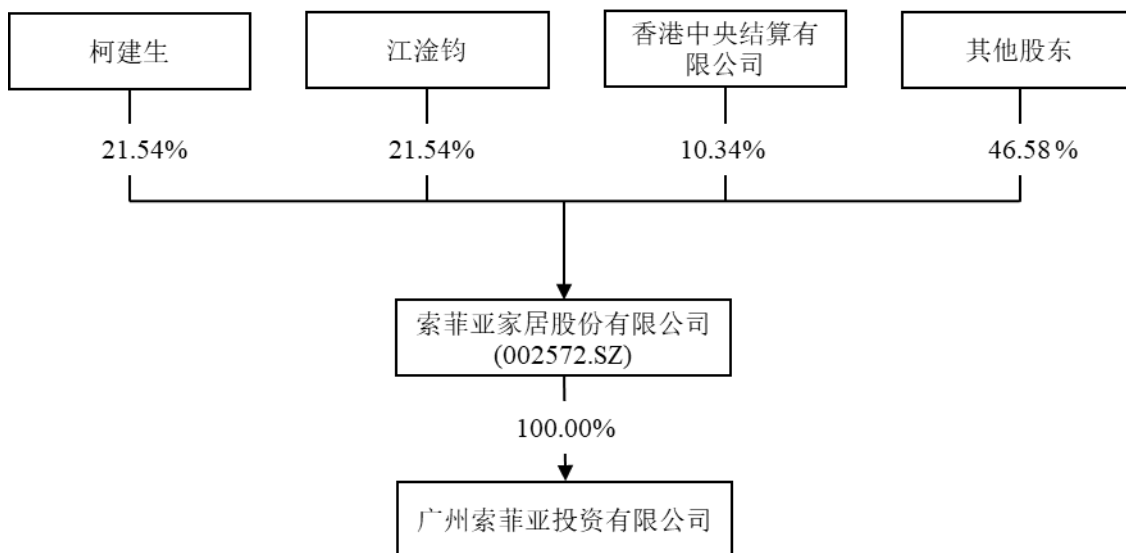 柯建生
江淦钧
香港中央结算有
限公司
其他股东
21.54%
21.54%
10.34%
46.58%
索菲亚家居股份有限公司
(002572.SZ)
100.00%
广州索菲亚投资有限公司